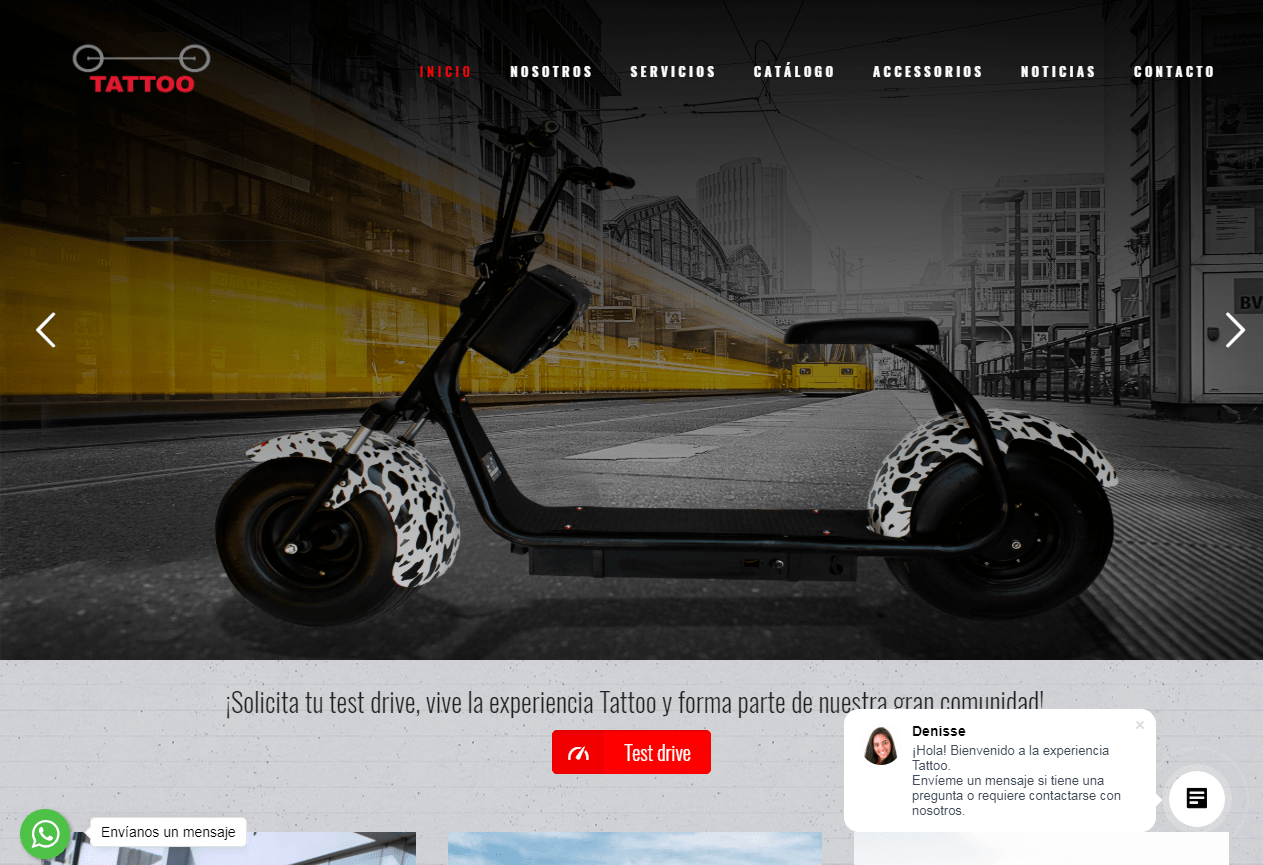 TATTOO
INICIO NOSOTROS SERVICIOS CATÁLOGO ACCESSORIOS NOTICIAS CONTACTO
BV
¡Solicita tu test drive, vive la experiencia Tattoo y forma parte de nuestra gran comunidad!
Test drive
Denisse
¡Hola! Bienvenido a la experiencia
Tattoo.
Envíeme un mensaje si tiene una
pregunta o requiere contactarse con
nosotros.
Envíanos un mensaje